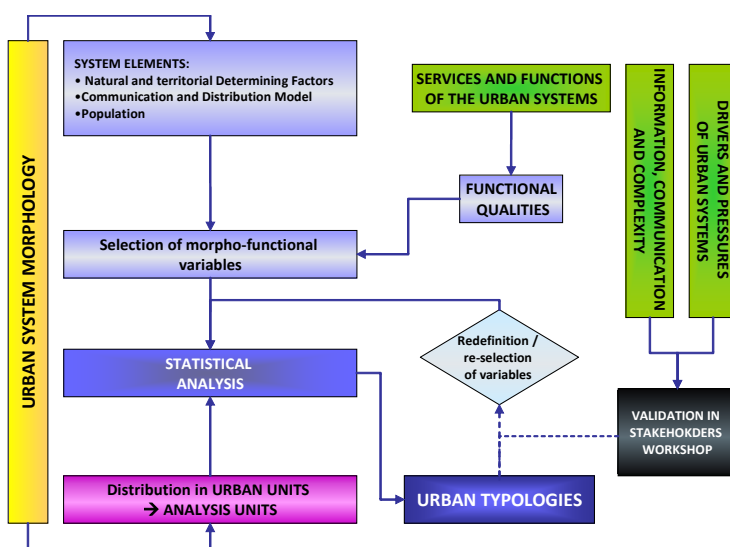 URBAN SYSTEM MORPHOLOGY
SYSTEM ELEMENTS:
• Natural and territorial Determining Factors
•Communication and Distribution Model
•Population
SERVICES AND FUNCTIONS
OF THE URBAN SYSTEMS
INFORMATION, COMMUNICATION
AND COMPLEXITY
DRIVERS AND PRESSURES
OF URBAN SYSTEMS
FUNCTIONAL
QUALITIES
Selection of morpho-functional
variables
Redefinition /
re-selection
of variables
STATISTICAL
ANALYSIS
VALIDATION IN
STAKEHOKDERS
WORKSHOP
Distribution in URBAN UNITS
→ ANALYSIS UNITS
URBAN TYPOLOGIES